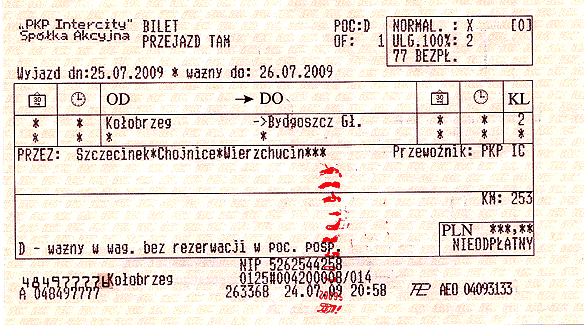 „PKP Intercity" BILET POC:D NORMAL. : X [0]
Spółka Akcyjna PRZEJAZD TAM OF: 1 ULG.100%: 2
77 BEZPŁ.
Wyjazd dn:25.07.2009 * ważny do: 26.07.2009
OD → DO KL
* * Kołobrzeg ->Bydgoszcz Gł. * * 2
* * * * * * *
PRZEZ: Szczecinek*Chojnice*Wierzchucin*** Przewoźnik: PKP IC
KM: 253
PLN ***,**
D - ważny w wag. bez rezerwacji w poc. posp. NIEODPŁATNY
NIP 5262544258
Kołobrzeg 0125#004200008/014
A 048497777 263368 24.07.09 20:58 AEO 04093133